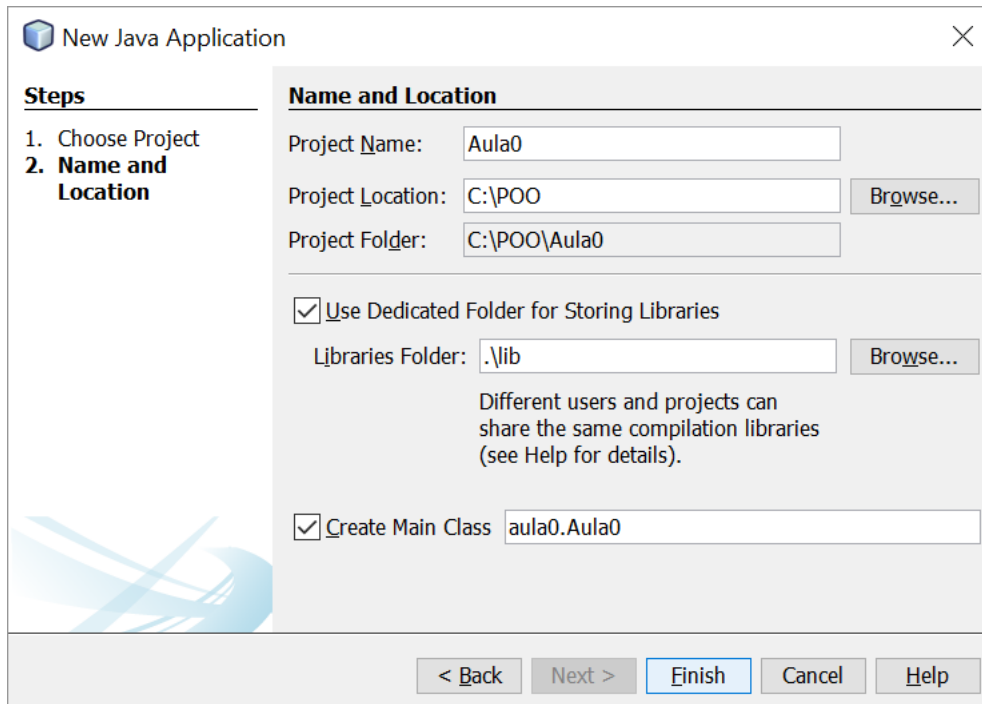 New Java Application
Steps
1. Choose Project
2. Name and
Location
Name and Location
Project Name: Aula0
Project Location: C:\POO Browse...
Project Folder: C:\POO\Aula0
Use Dedicated Folder for Storing Libraries
Libraries Folder: .\lib Browse...
Different users and projects can
share the same compilation libraries
(see Help for details).
Create Main Class aula0.Aula0
< Back Next > Finish Cancel Help